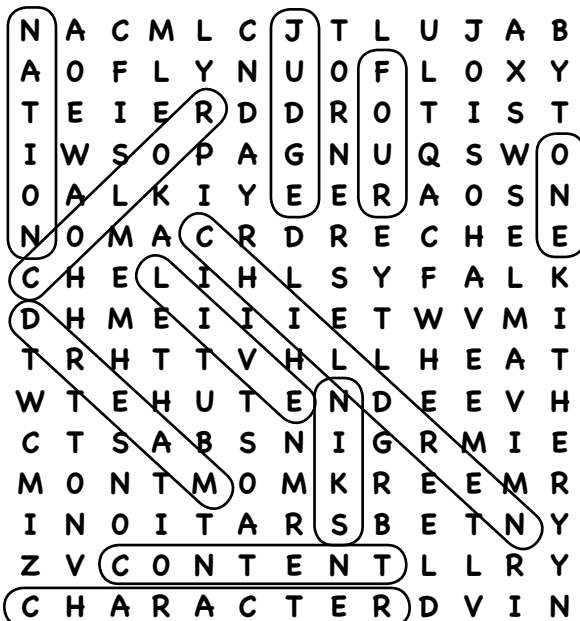 N A C M L C J T L U J A B
A O F L Y N U O F L O X Y
T E I E R D D R O T I S T
I W S O P A G N U Q S W O
O A L K I Y E E R A O S N
N O M A C R D R E C H E E
C H E L I H L S Y F A L K
D H M E I I I E T W V M I
T R H T T V H L L H E A T
W T E H U T E N D E E V H
C T S A B S N I G R M I E
M O N T M O M K R E E M R
I N O I T A R S B E T N Y
Z V C O N T E N T L L R Y
C H A R A C T E R D V I N